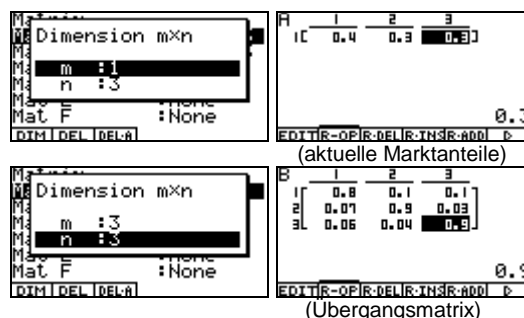 Dimension m×n
m :1
n :3
Mat F :None
DIM DEL DEL·A
A 1 2 3
1 0.4 0.3 0.3
0.3
EDIT R-OP R·DEL R·INS R·ADD ▷
(aktuelle Marktanteile)
Dimension m×n
m :3
n :3
Mat F :None
DIM DEL DEL·A
B 1 2 3
1 0.8 0.1 0.1
2 0.07 0.9 0.03
3 0.06 0.04 0.9
0.9
EDIT R-OP R·DEL R·INS R·ADD ▷
(Übergangsmatrix)